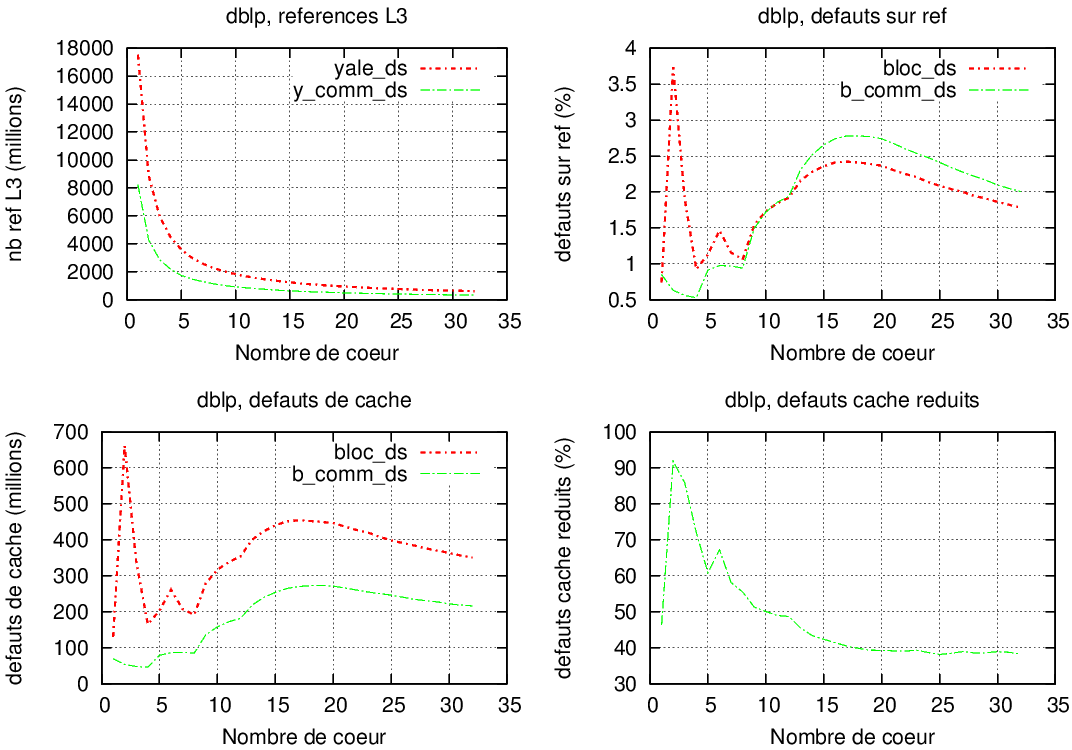 dblp, references L3
nb ref L3 (millions)
18000
16000
14000
12000
10000
8000
6000
4000
2000
0
yale_ds
y_comm_ds
0 5 10 15 20 25 30 35
Nombre de coeur
dblp, defauts sur ref
defauts sur ref (%)
4
3.5
3
2.5
2
1.5
1
0.5
bloc_ds
b_comm_ds
0 5 10 15 20 25 30 35
Nombre de coeur
dblp, defauts de cache
defauts de cache (millions)
700
600
500
400
300
200
100
0
bloc_ds
b_comm_ds
0 5 10 15 20 25 30 35
Nombre de coeur
dblp, defauts cache reduits
defauts cache reduits (%)
100
90
80
70
60
50
40
30
0 5 10 15 20 25 30 35
Nombre de coeur